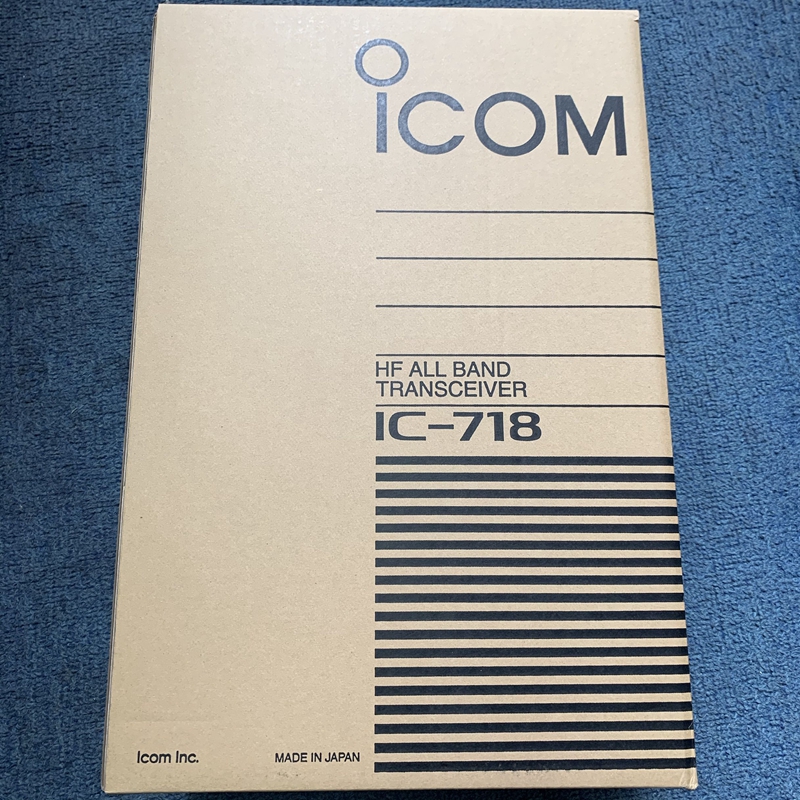 ICOM
HF ALL BAND
TRANSCEIVER
IC-718
Icom Inc.
MADE IN JAPAN